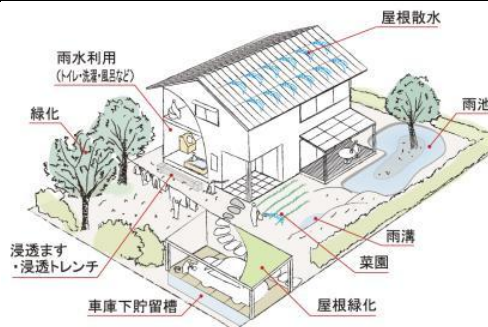 屋根散水
雨水利用
(トイレ・洗濯・風呂など)
雨池
緑化
浸透ます
・浸透トレンチ
雨溝
菜園
車庫下貯留槽
屋根緑化